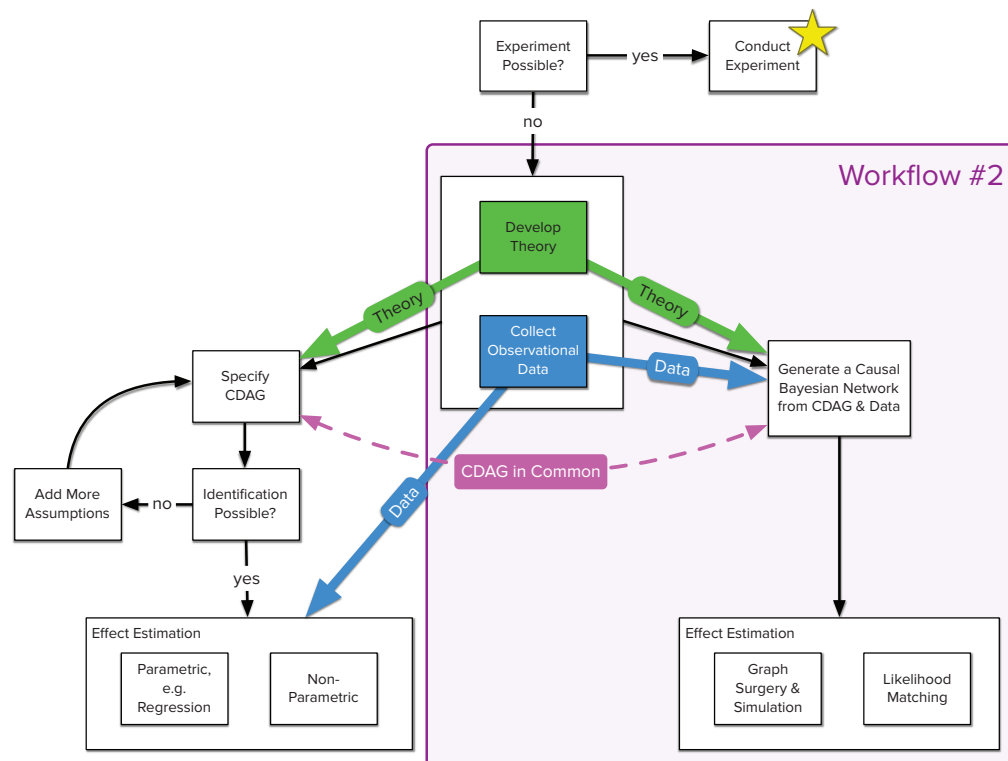 Experiment
Possible?
yes
Conduct
Experiment
no
Workflow #2
Develop
Theory
Theory
Theory
Collect
Observational
Data
Data
Specify
CDAG
Generate a Causal
Bayesian Network
from CDAG & Data
CDAG in Common
Add More
Assumptions
no
Identification
Possible?
Data
yes
Effect Estimation
Parametric,
e.g.
Regression
Non-
Parametric
Effect Estimation
Graph
Surgery &
Simulation
Likelihood
Matching